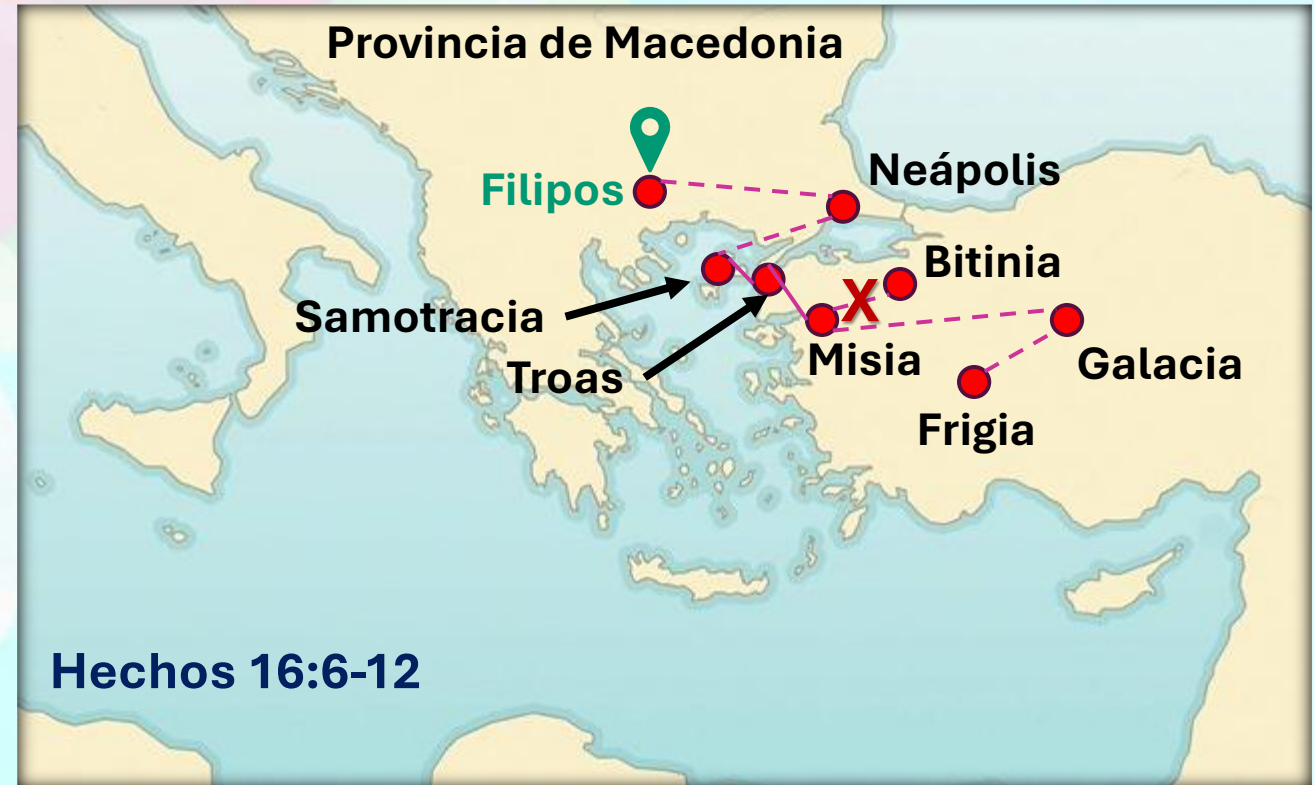 Provincia de Macedonia
Neápolis
Filipos
Bitinia
Samotracia
X
Misia
Galacia
Troas
Frigia
Hechos 16:6-12